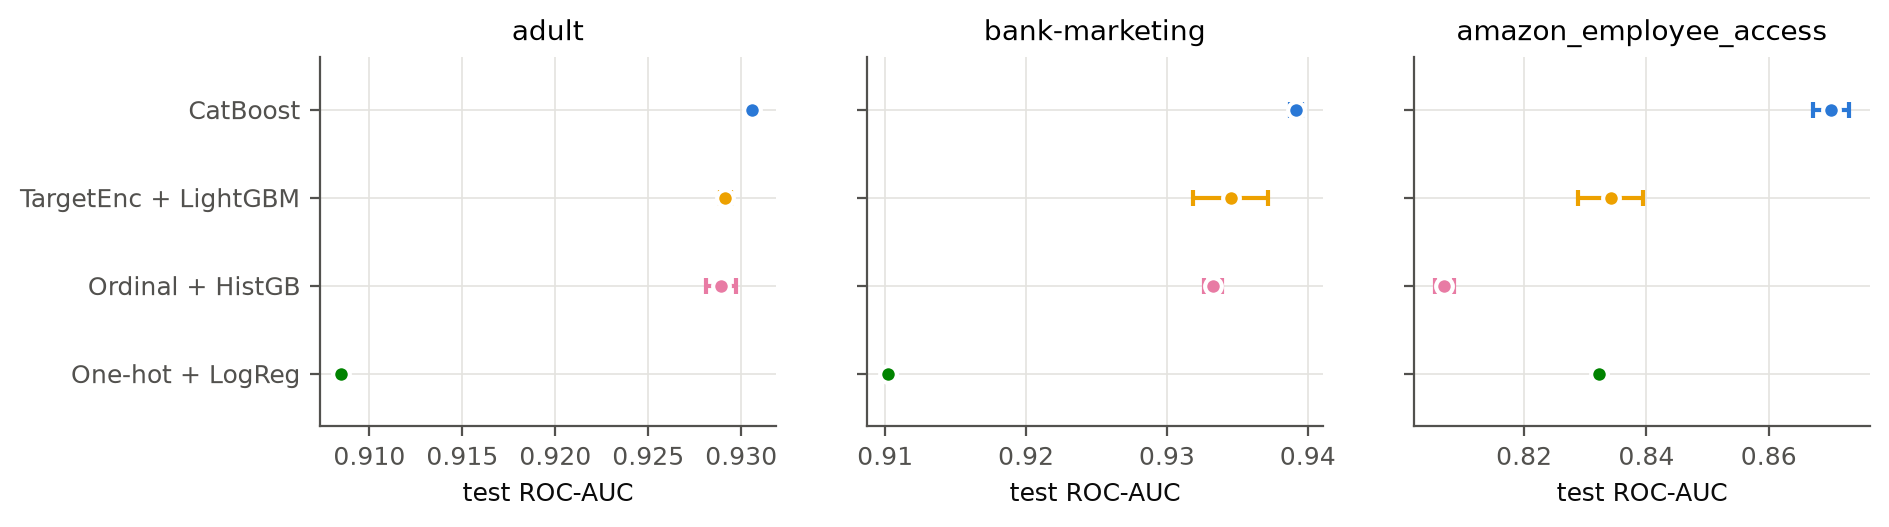 adult
bank-marketing
amazon_employee_access
CatBoost
TargetEnc + LightGBM
Ordinal + HistGB
One-hot + LogReg
0.910 0.915 0.920 0.925 0.930
0.91 0.92 0.93 0.94
0.82 0.84 0.86
test ROC-AUC
test ROC-AUC
test ROC-AUC